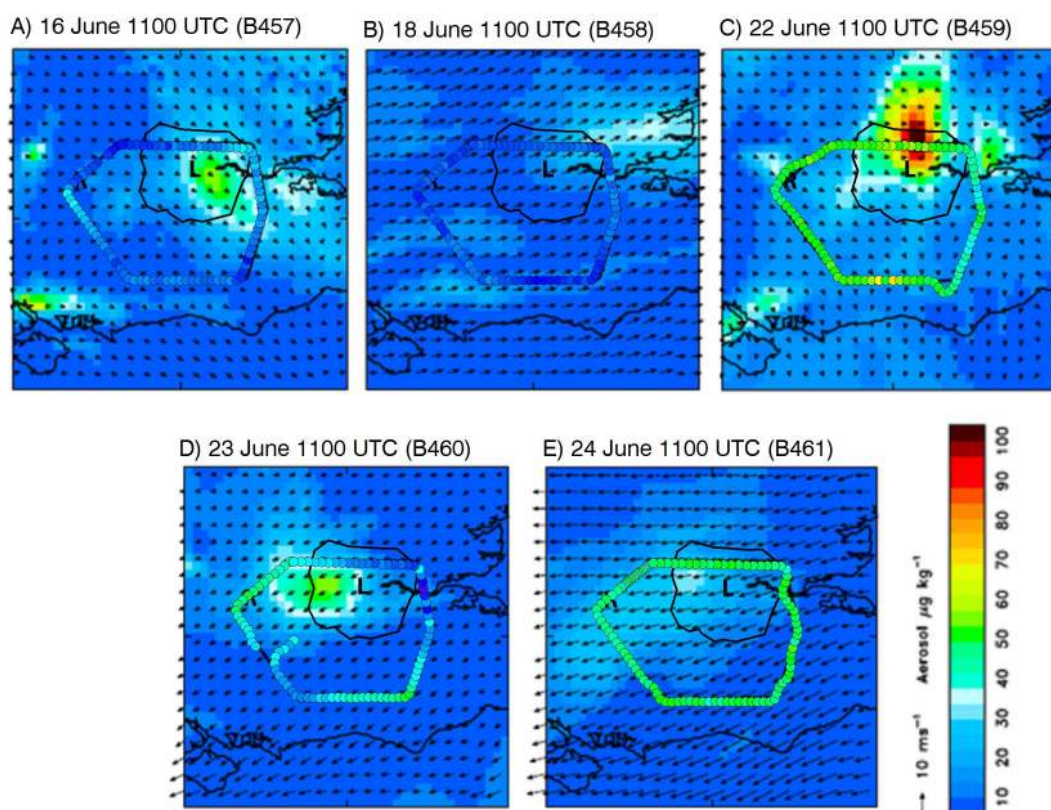 A) 16 June 1100 UTC (B457)
B) 18 June 1100 UTC (B458)
C) 22 June 1100 UTC (B459)
L
L
L
D) 23 June 1100 UTC (B460)
E) 24 June 1100 UTC (B461)
L
L
10 20 30 40 50 60 70 80 90 100
Aerosol μg kg⁻¹
→ 10 ms⁻¹